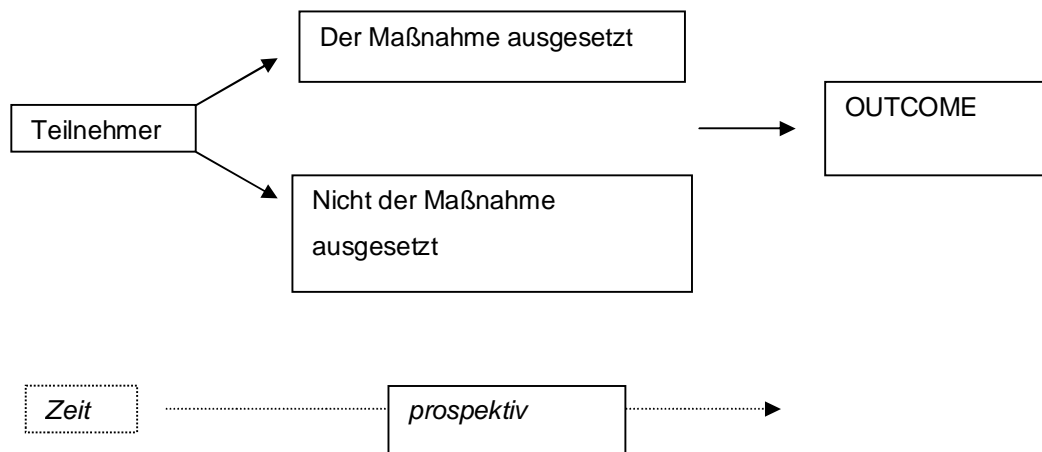 Der Maßnahme ausgesetzt
Teilnehmer
OUTCOME
Nicht der Maßnahme
ausgesetzt
Zeit
prospektiv